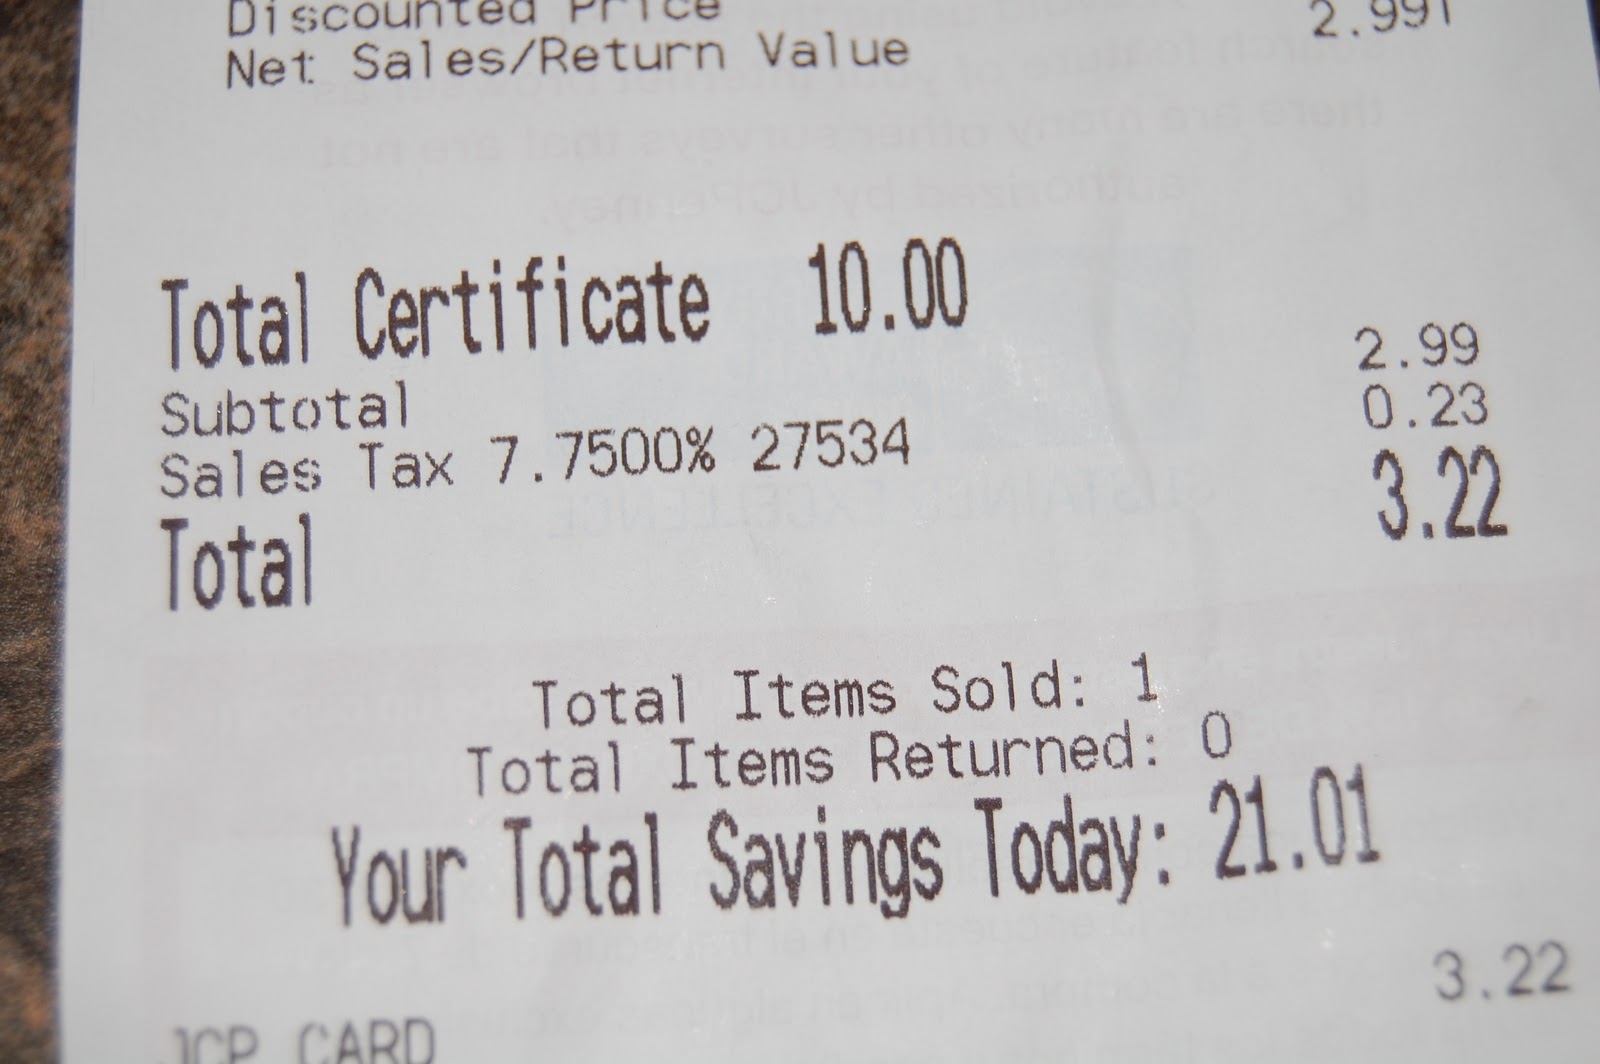 Discounted Price
Net Sales/Return Value 2.99T
Total Certificate 10.00
Subtotal 2.99
Sales Tax 7.7500% 27534 0.23
Total 3.22
Total Items Sold: 1
Total Items Returned: 0
Your Total Savings Today: 21.01
JCP CARD 3.22